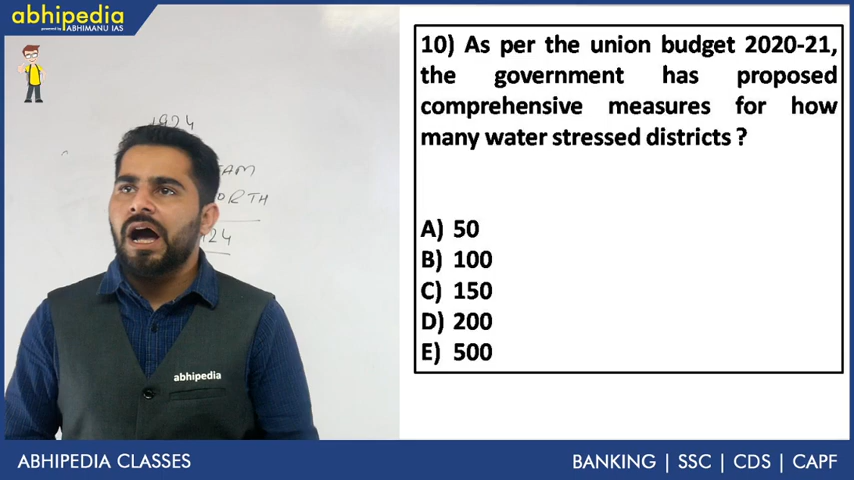 abhipedia
powered by ABHIMANU IAS
1924
10) As per the union budget 2020-21,
the government has proposed
comprehensive measures for how
many water stressed districts ?
A) 50
B) 100
C) 150
D) 200
E) 500
abhipedia
ABHIPEDIA CLASSES
BANKING | SSC | CDS | CAPF